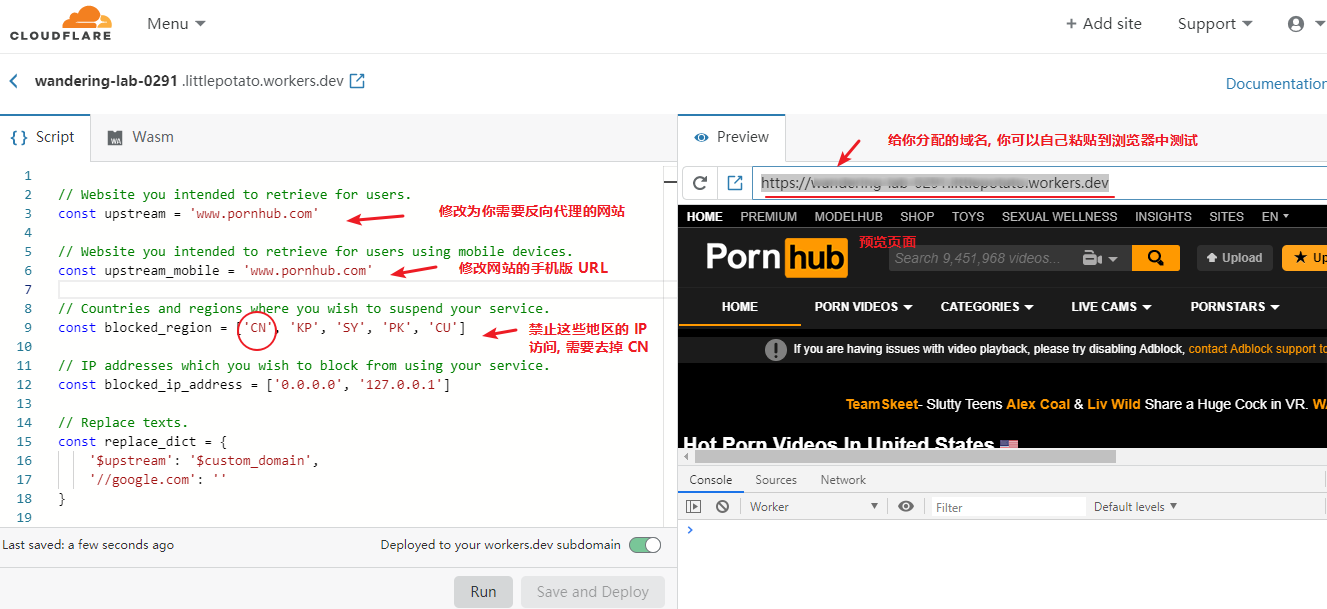 CLOUDFLARE
Menu
+ Add site
Support
wandering-lab-0291 .littlepotato.workers.dev
Documentation
{} Script
WA Wasm
Preview
给你分配的域名, 你可以自己粘贴到浏览器中测试
https://wandering-lab-0291.littlepotato.workers.dev
1
2 // Website you intended to retrieve for users.
3 const upstream = 'www.pornhub.com'
修改为你需要反向代理的网站
4
5 // Website you intended to retrieve for users using mobile devices.
6 const upstream_mobile = 'www.pornhub.com'
修改网站的手机版 URL
7
8 // Countries and regions where you wish to suspend your service.
9 const blocked_region = ['CN', 'KP', 'SY', 'PK', 'CU']
禁止这些地区的 IP
访问, 需要去掉 CN
10
11 // IP addresses which you wish to block from using your service.
12 const blocked_ip_address = ['0.0.0.0', '127.0.0.1']
13
14 // Replace texts.
15 const replace_dict = {
16 '$upstream': '$custom_domain',
17 '//google.com': ''
18 }
19
Last saved: a few seconds ago
Deployed to your workers.dev subdomain
Run
Save and Deploy
HOME PREMIUM MODELHUB SHOP TOYS SEXUAL WELLNESS INSIGHTS SITES EN
预览页面
Porn hub
Search 9,451,968 videos...
Upload
Up
HOME PORN VIDEOS CATEGORIES LIVE CAMS PORNSTARS
If you are having issues with video playback, please try disabling Adblock, contact Adblock support to
TeamSkeet- Slutty Teens Alex Coal & Liv Wild Share a Huge Cock in VR. WA
Hot Porn Videos In United States
Console Sources Network
Worker
Filter
Default levels